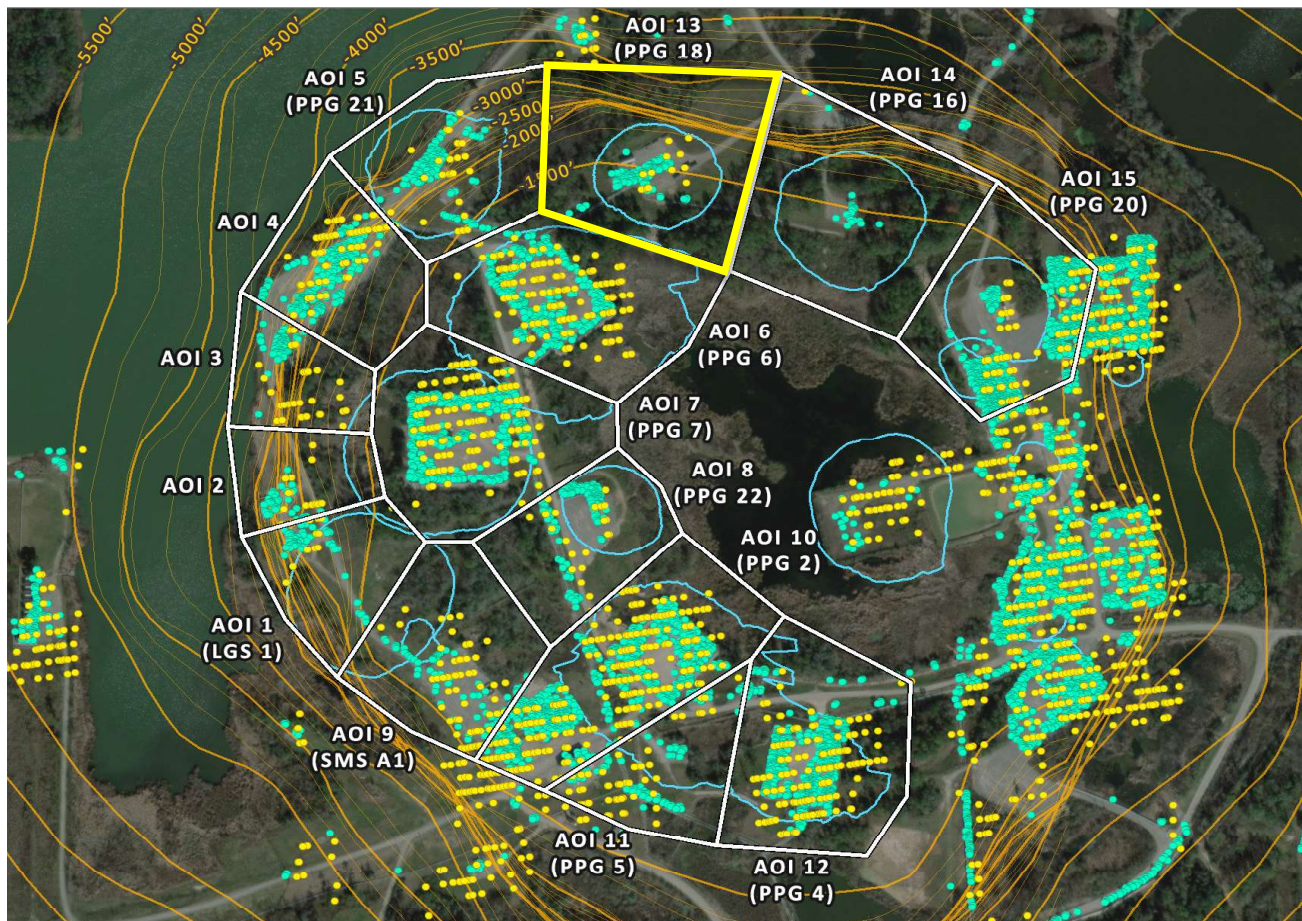 -5500'
-5000'
-4500'
-4000'
-3500'
-3000'
-2500'
-2000'
-1500'
AOI 13
(PPG 18)
AOI 14
(PPG 16)
AOI 5
(PPG 21)
AOI 15
(PPG 20)
AOI 4
AOI 3
AOI 6
(PPG 6)
AOI 7
(PPG 7)
AOI 8
(PPG 22)
AOI 2
AOI 10
(PPG 2)
AOI 1
(LGS 1)
AOI 9
(SMS A1)
AOI 11
(PPG 5)
AOI 12
(PPG 4)